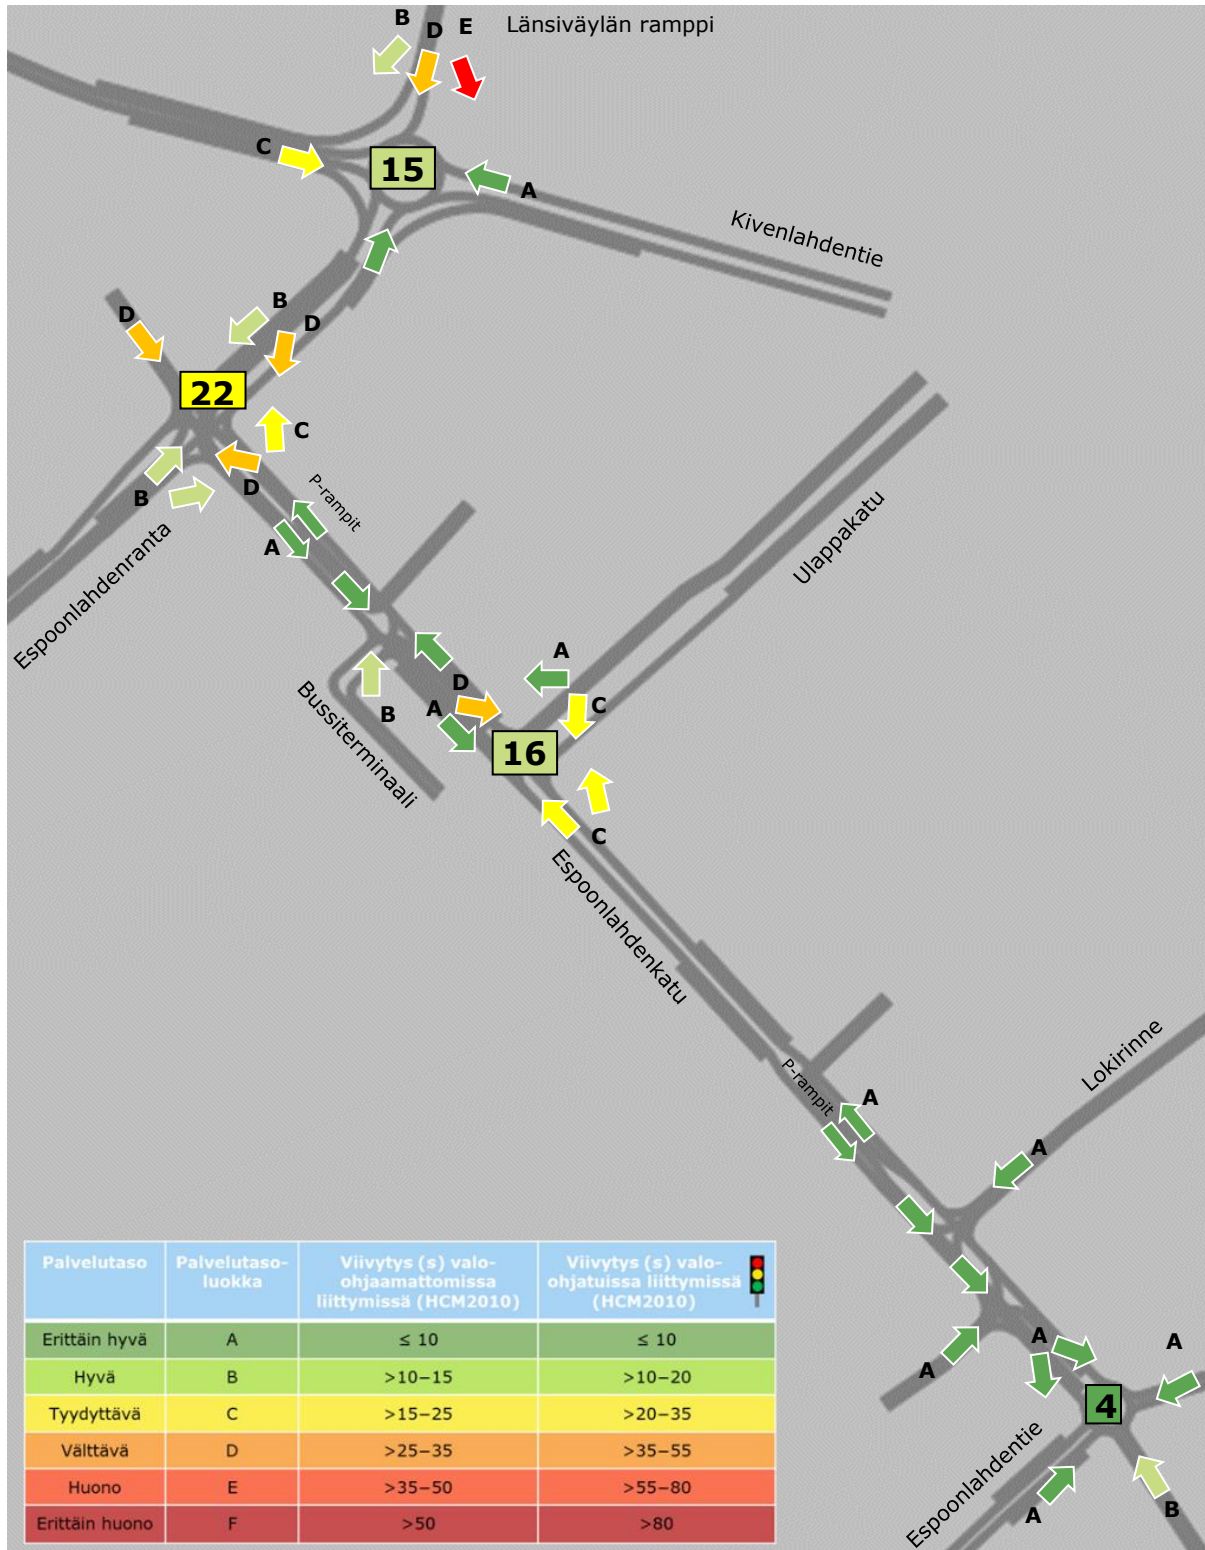 B
D
E
Länsiväylän ramppi
C
15
A
Kivenlahdentie
B
D
D
22
C
B
D
P-rampit
A
Espoonlahdenranta
Ulappakatu
A
D
C
A
B
Bussiterminaali
16
C
Espoonlahdenkatu
P-rampit
A
Lokirinne
A
A
A
A
4
Espoonlahdentie
A
B
Palvelutaso
Palvelutaso-
luokka
Viivytys (s) valo-
ohjaamattomissa
liittymissä (HCM2010)
Viivytys (s) valo-
ohjatuissa liittymissä
(HCM2010)
Erittäin hyvä A ≤ 10 ≤ 10
Hyvä B >10−15 >10−20
Tyydyttävä C >15−25 >20−35
Välttävä D >25−35 >35−55
Huono E >35−50 >55−80
Erittäin huono F >50 >80